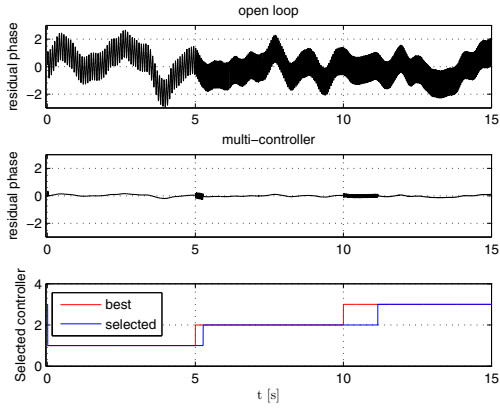 open loop
residual phase
2
0
−2
0
5
10
15
multi−controller
residual phase
2
0
−2
0
5
10
15
Selected controller
4
2
0
best
selected
0
5
10
15
t [s]